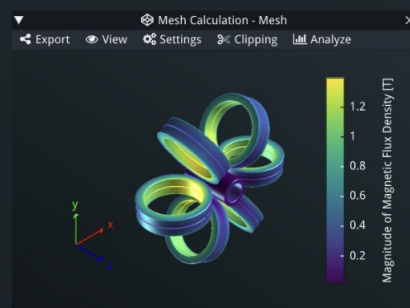 Mesh Calculation - Mesh
Export View Settings Clipping Analyze
1.2
1
0.8
0.6
0.4
0.2
Magnitude of Magnetic Flux Density [T]
y
x